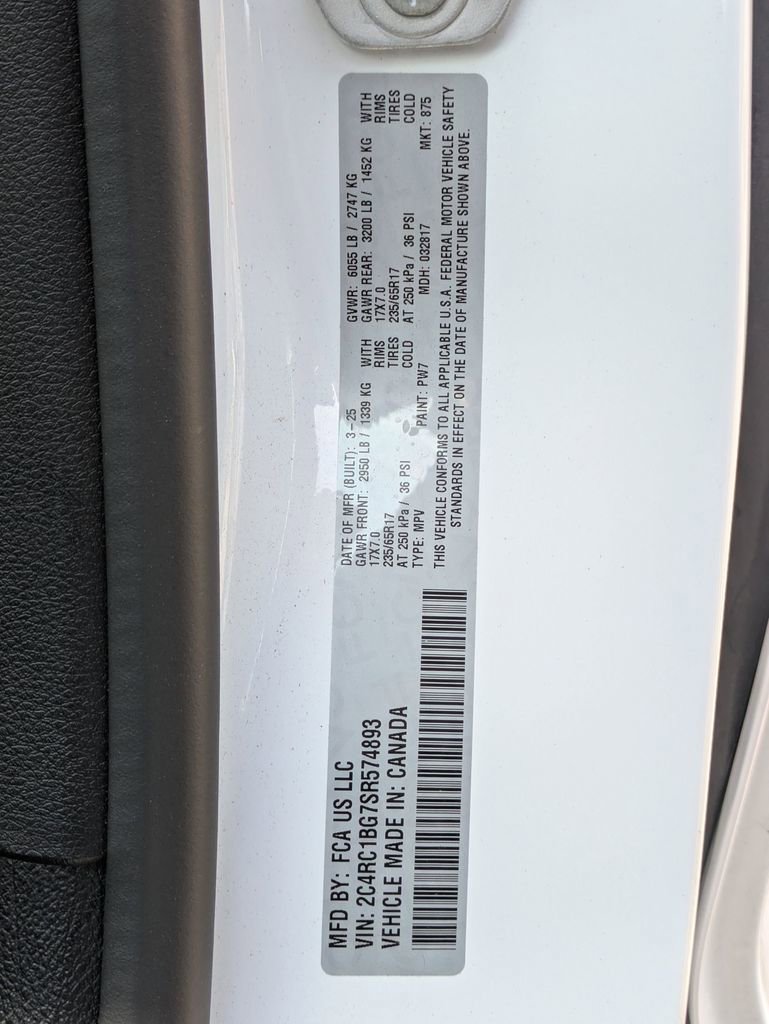 MFD BY: FCA US LLC
VIN: 2C4RC1BG7SR574893
VEHICLE MADE IN: CANADA
DATE OF MFR (BUILT): 3-25 GVWR: 6055 LB / 2747 KG
GAWR FRONT: 2950 LB / 1339 KG WITH GAWR REAR: 3200 LB / 1452 KG WITH
17X7.0 RIMS 17X7.0 RIMS
235/65R17 TIRES 235/65R17 TIRES
AT 250 kPa / 36 PSI COLD AT 250 kPa / 36 PSI COLD
TYPE: MPV PAINT: PW7 MDH: 032817 MKT: 875
THIS VEHICLE CONFORMS TO ALL APPLICABLE U.S.A. FEDERAL MOTOR VEHICLE SAFETY
STANDARDS IN EFFECT ON THE DATE OF MANUFACTURE SHOWN ABOVE.